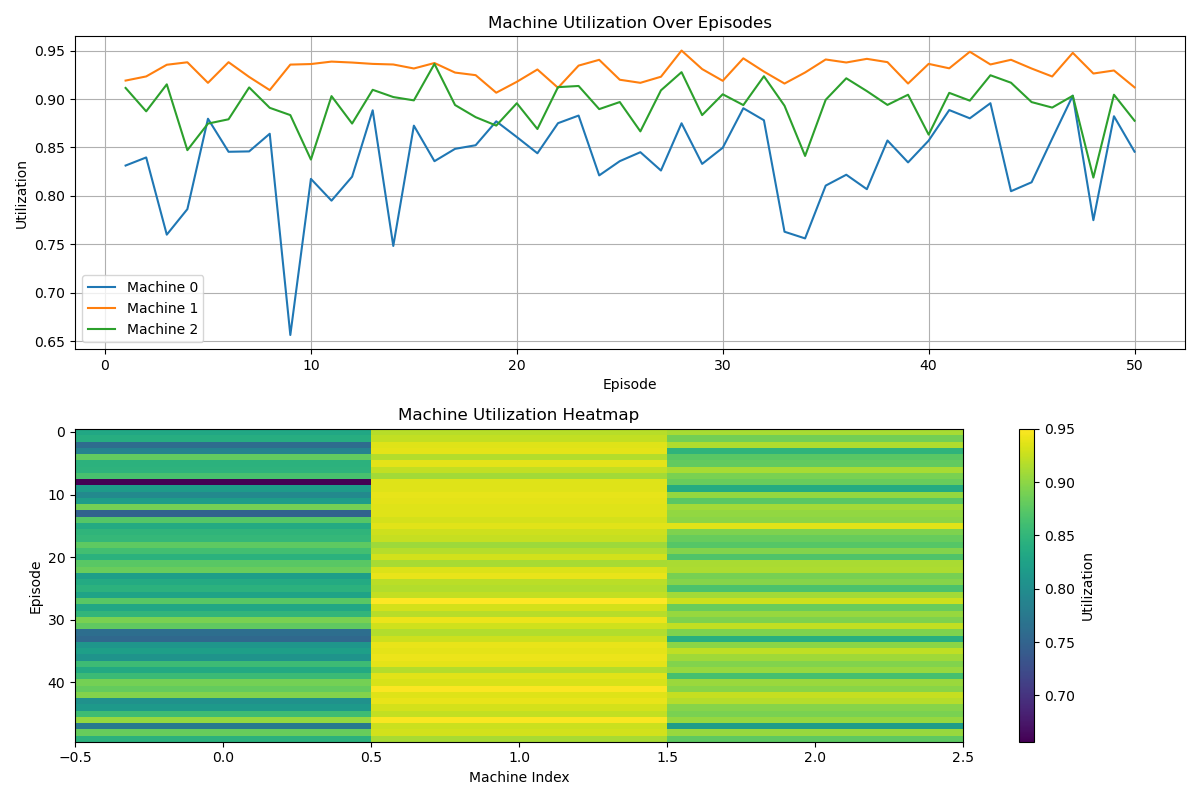 Machine Utilization Over Episodes
Utilization
0.95
0.90
0.85
0.80
0.75
0.70
0.65
Machine 0
Machine 1
Machine 2
0 10 20 30 40 50
Episode
Machine Utilization Heatmap
Episode
0
10
20
30
40
−0.5 0.0 0.5 1.0 1.5 2.0 2.5
Machine Index
0.95
0.90
0.85
0.80
0.75
0.70
Utilization